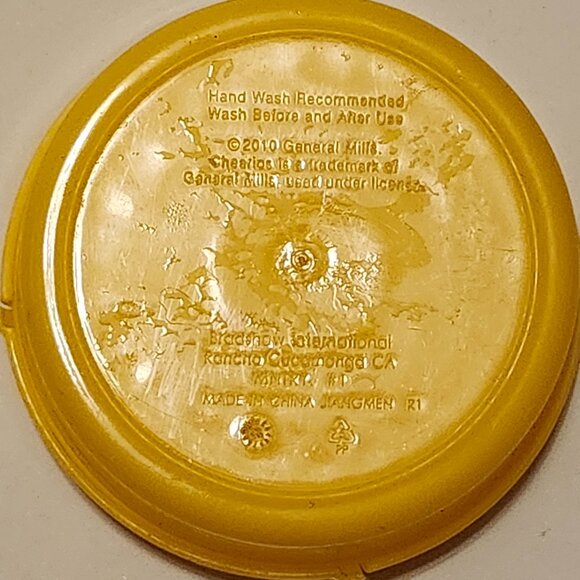 Hand Wash Recommended
Wash Before and After Use
©2010 General Mills.
Cheerios is a trademark of
General Mills, used under license.
Bradshaw International
Rancho Cucamonga CA
MADE IN CHINA JIANGMEN R1
PP